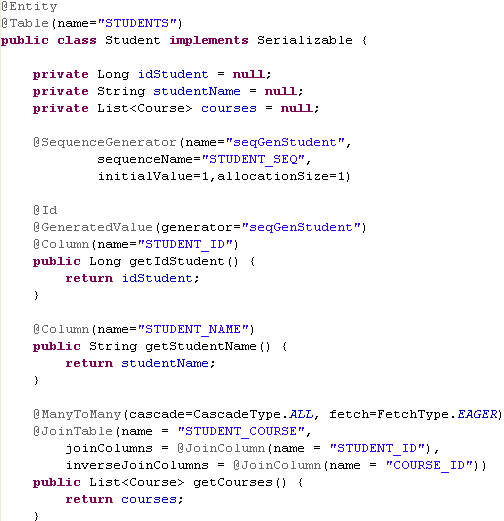 @Entity
@Table(name="STUDENTS")
public class Student implements Serializable {
private Long idStudent = null;
private String studentName = null;
private List<Course> courses = null;
@SequenceGenerator(name="seqGenStudent",
sequenceName="STUDENT_SEQ",
initialValue=1,allocationSize=1)
@Id
@GeneratedValue(generator="seqGenStudent")
@Column(name="STUDENT_ID")
public Long getIdStudent() {
return idStudent;
}
@Column(name="STUDENT_NAME")
public String getStudentName() {
return studentName;
}
@ManyToMany(cascade=CascadeType.ALL, fetch=FetchType.EAGER)
@JoinTable(name = "STUDENT_COURSE",
joinColumns = @JoinColumn(name = "STUDENT_ID"),
inverseJoinColumns = @JoinColumn(name = "COURSE_ID"))
public List<Course> getCourses() {
return courses;
}